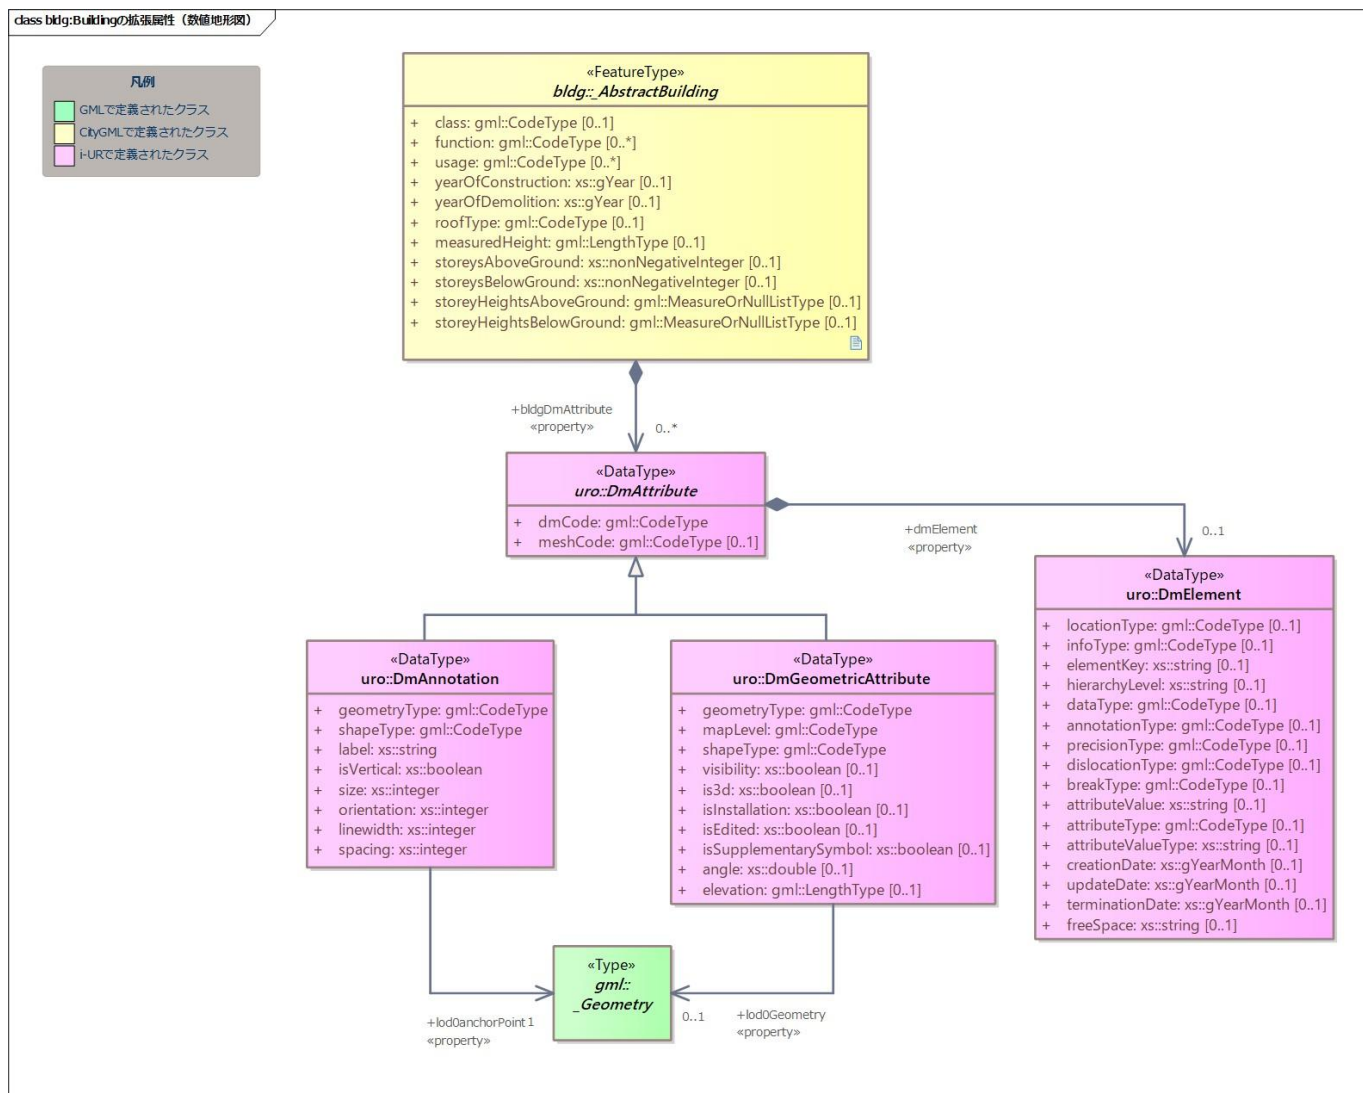 class bldg:Buildingの拡張属性（数値地形図）
凡例
GMLで定義されたクラス
CityGMLで定義されたクラス
i-URで定義されたクラス
«FeatureType»
bldg::_AbstractBuilding
+ class: gml::CodeType [0..1]
+ function: gml::CodeType [0..*]
+ usage: gml::CodeType [0..*]
+ yearOfConstruction: xs::gYear [0..1]
+ yearOfDemolition: xs::gYear [0..1]
+ roofType: gml::CodeType [0..1]
+ measuredHeight: gml::LengthType [0..1]
+ storeysAboveGround: xs::nonNegativeInteger [0..1]
+ storeysBelowGround: xs::nonNegativeInteger [0..1]
+ storeyHeightsAboveGround: gml::MeasureOrNullListType [0..1]
+ storeyHeightsBelowGround: gml::MeasureOrNullListType [0..1]
+bldgDmAttribute
«property»
0..*
«DataType»
uro::DmAttribute
+ dmCode: gml::CodeType
+ meshCode: gml::CodeType [0..1]
+dmElement
«property»
0..1
«DataType»
uro::DmElement
+ locationType: gml::CodeType [0..1]
+ infoType: gml::CodeType [0..1]
+ elementKey: xs::string [0..1]
+ hierarchyLevel: xs::string [0..1]
+ dataType: gml::CodeType [0..1]
+ annotationType: gml::CodeType [0..1]
+ precisionType: gml::CodeType [0..1]
+ dislocationType: gml::CodeType [0..1]
+ breakType: gml::CodeType [0..1]
+ attributeValue: xs::string [0..1]
+ attributeType: gml::CodeType [0..1]
+ attributeValueType: xs::string [0..1]
+ creationDate: xs::gYearMonth [0..1]
+ updateDate: xs::gYearMonth [0..1]
+ terminationDate: xs::gYearMonth [0..1]
+ freeSpace: xs::string [0..1]
«DataType»
uro::DmAnnotation
+ geometryType: gml::CodeType
+ shapeType: gml::CodeType
+ label: xs::string
+ isVertical: xs::boolean
+ size: xs::integer
+ orientation: xs::integer
+ linewidth: xs::integer
+ spacing: xs::integer
«DataType»
uro::DmGeometricAttribute
+ geometryType: gml::CodeType
+ mapLevel: gml::CodeType
+ shapeType: gml::CodeType
+ visibility: xs::boolean [0..1]
+ is3d: xs::boolean [0..1]
+ isInstallation: xs::boolean [0..1]
+ isEdited: xs::boolean [0..1]
+ isSupplementarySymbol: xs::boolean [0..1]
+ angle: xs::double [0..1]
+ elevation: gml::LengthType [0..1]
«Type»
gml::
_Geometry
+lod0anchorPoint 1
«property»
0..1
+lod0Geometry
«property»